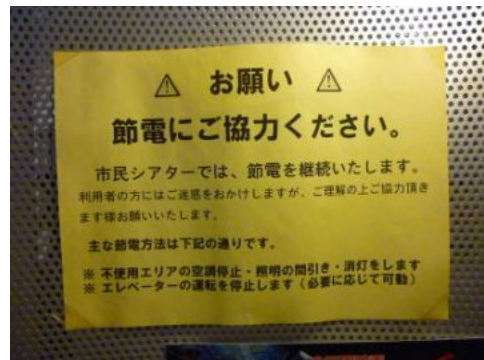 ⚠ お願い ⚠
節電にご協力ください。
市民シアターでは、節電を継続いたします。
利用者の方にはご迷惑をおかけしますが、ご理解の上ご協力頂き
ます様お願いいたします。
主な節電方法は下記の通りです。
※ 不使用エリアの空調停止・照明の間引き・消灯をします
※ エレベーターの運転を停止します（必要に応じて可動）